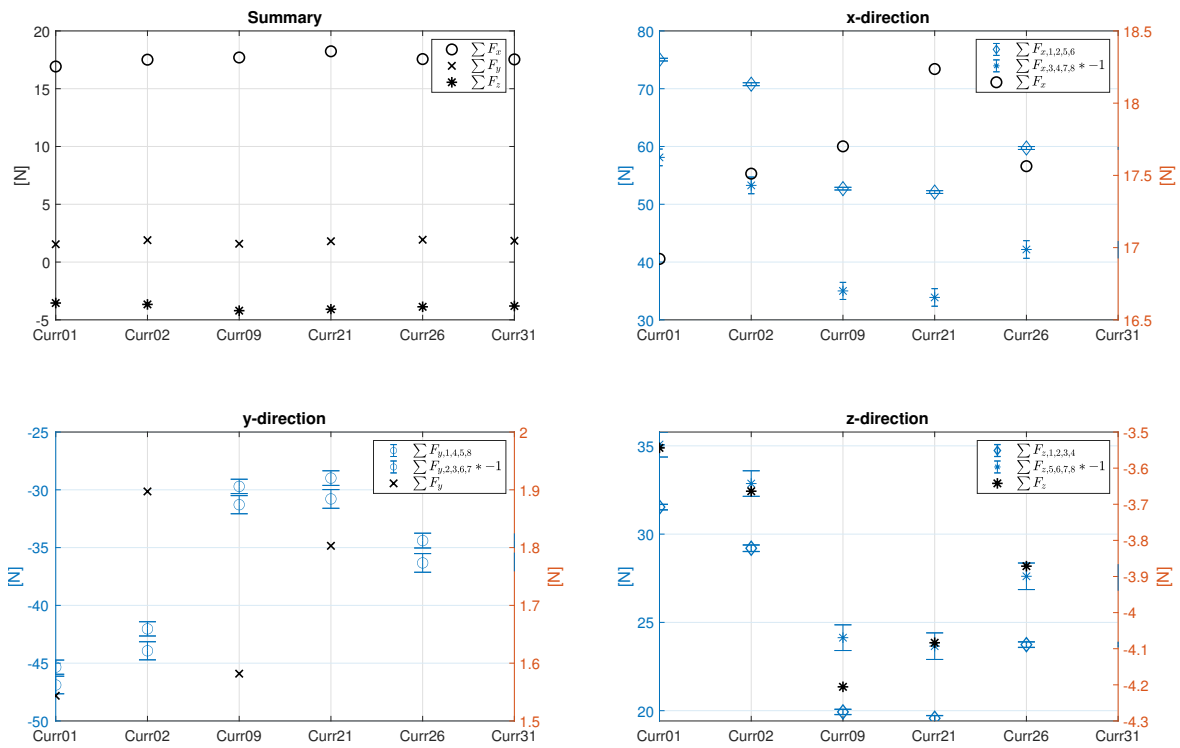 Summary
20
15
10
5
0
-5
[N]
Curr01 Curr02 Curr09 Curr21 Curr26 Curr31
∑ F_x
∑ F_y
∑ F_z
x-direction
80
70
60
50
40
30
[N]
18.5
18
17.5
17
16.5
[N]
Curr01 Curr02 Curr09 Curr21 Curr26 Curr31
∑ F_{x,1,2,5,6}
∑ F_{x,3,4,7,8} * −1
∑ F_x
y-direction
-25
-30
-35
-40
-45
-50
[N]
2
1.9
1.8
1.7
1.6
1.5
[N]
Curr01 Curr02 Curr09 Curr21 Curr26 Curr31
∑ F_{y,1,4,5,8}
∑ F_{y,2,3,6,7} * −1
∑ F_y
z-direction
35
30
25
20
[N]
-3.5
-3.6
-3.7
-3.8
-3.9
-4
-4.1
-4.2
-4.3
[N]
Curr01 Curr02 Curr09 Curr21 Curr26 Curr31
∑ F_{z,1,2,3,4}
∑ F_{z,5,6,7,8} * −1
∑ F_z